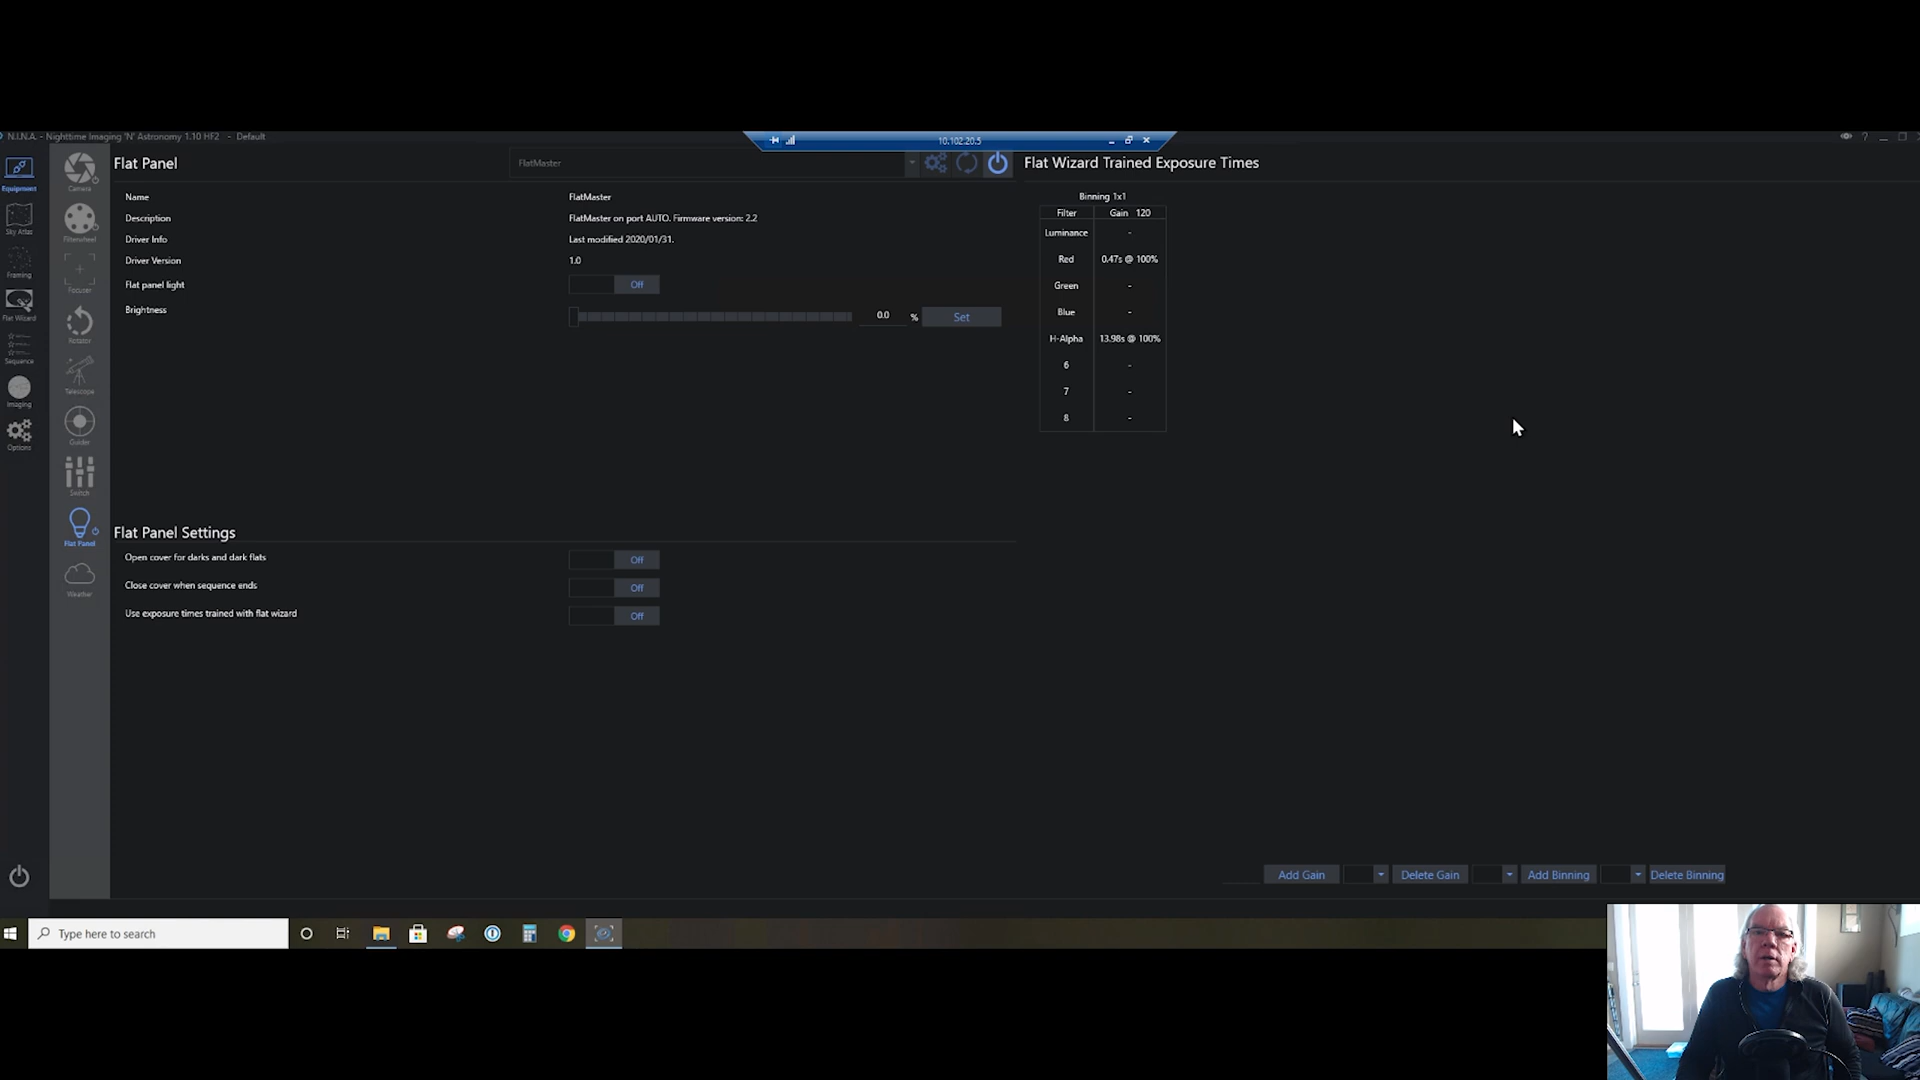 N.I.N.A. - Nighttime Imaging 'N' Astronomy 1.10 HF2 - Default
10.102.20.5
?
Equipment
Sky Atlas
Framing
Flat Wizard
Sequence
Imaging
Options
Camera
Filterwheel
Focuser
Rotator
Telescope
Guider
Switch
Flat Panel
Weather
Flat Panel
FlatMaster
Name FlatMaster
Description FlatMaster on port AUTO. Firmware version: 2.2
Driver Info Last modified 2020/01/31.
Driver Version 1.0
Flat panel light Off
Brightness 0.0 % Set
Flat Panel Settings
Open cover for darks and dark flats Off
Close cover when sequence ends Off
Use exposure times trained with flat wizard Off
Flat Wizard Trained Exposure Times
Binning 1x1
Filter Gain 120
Luminance -
Red 0.47s @ 100%
Green -
Blue -
H-Alpha 13.98s @ 100%
6 -
7 -
8 -
Add Gain Delete Gain Add Binning Delete Binning
Type here to search